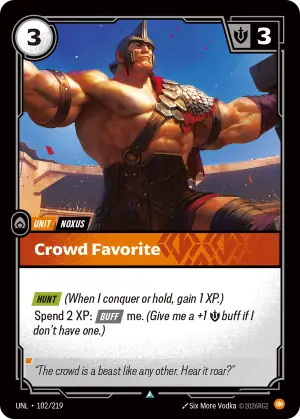 3
3
UNIT NOXUS
Crowd Favorite
HUNT (When I conquer or hold, gain 1 XP.)
Spend 2 XP: BUFF me. (Give me a +1 buff if I
don't have one.)
"The crowd is a beast like any other. Hear it roar?"
UNL • 102/219 Six More Vodka ©2026RGI